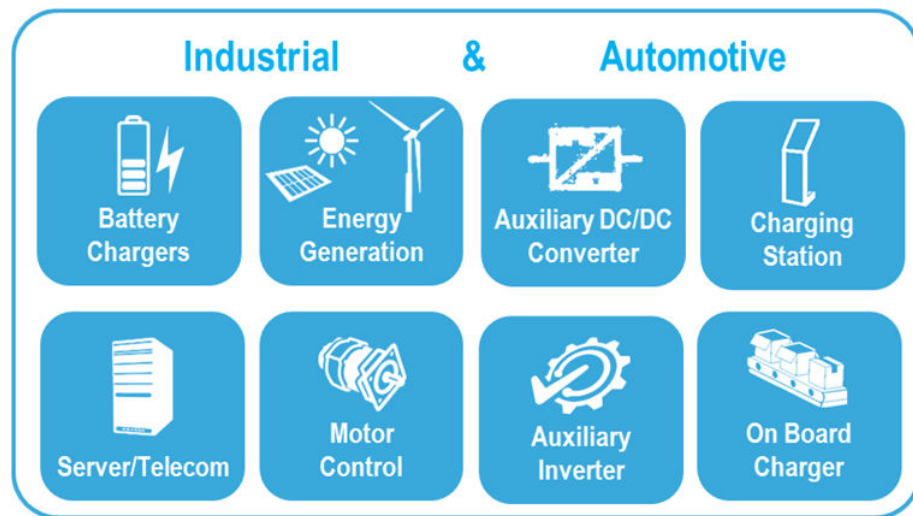 Industrial & Automotive
Battery
Chargers
Energy
Generation
Auxiliary DC/DC
Converter
Charging
Station
Server/Telecom
Motor
Control
Auxiliary
Inverter
On Board
Charger